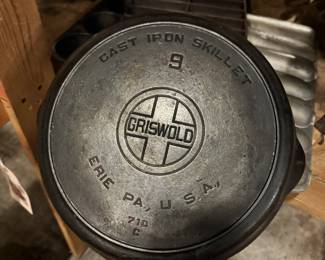 CAST IRON SKILLET
9
GRISWOLD
ERIE PA., U.S.A.
710
C